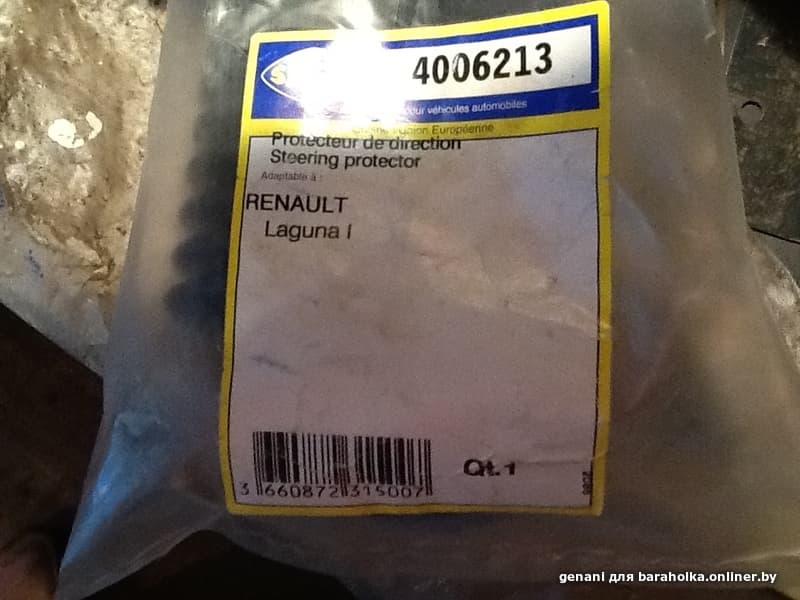 4006213
pour véhicules automobiles
Union Européenne
Protecteur de direction
Steering protector
Adaptable à :
RENAULT
Laguna I
Qt. 1
3 660872 315007
genani для baraholka.onliner.by